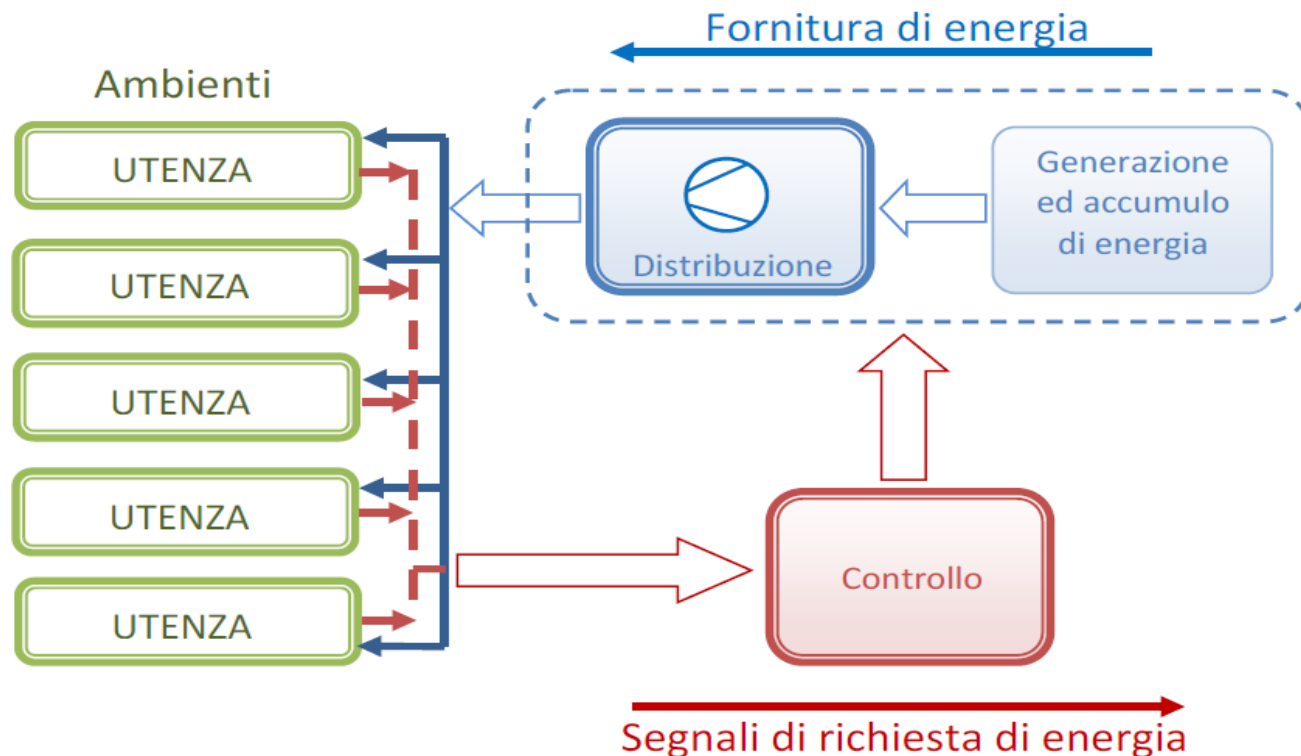 Fornitura di energia
Ambienti
UTENZA
UTENZA
UTENZA
UTENZA
UTENZA
Distribuzione
Generazione
ed accumulo
di energia
Controllo
Segnali di richiesta di energia